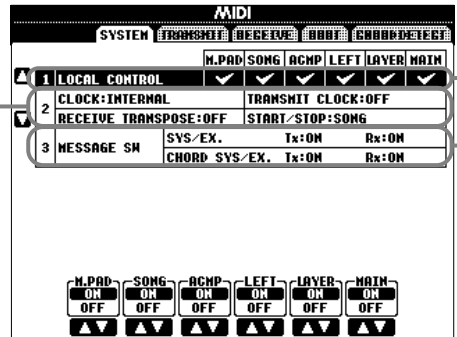 MIDI
SYSTEM TRANSMIT RECEIVE BOOT CHORD DETECT
M.PAD SONG ACMP LEFT LAYER MAIN
1 LOCAL CONTROL
2 CLOCK:INTERNAL TRANSMIT CLOCK:OFF
RECEIVE TRANSPOSE:OFF START/STOP:SONG
3 MESSAGE SW SYS/EX. Tx:ON Rx:ON
CHORD SYS/EX. Tx:ON Rx:ON
M.PAD SONG ACMP LEFT LAYER MAIN
ON ON ON ON ON ON
OFF OFF OFF OFF OFF OFF